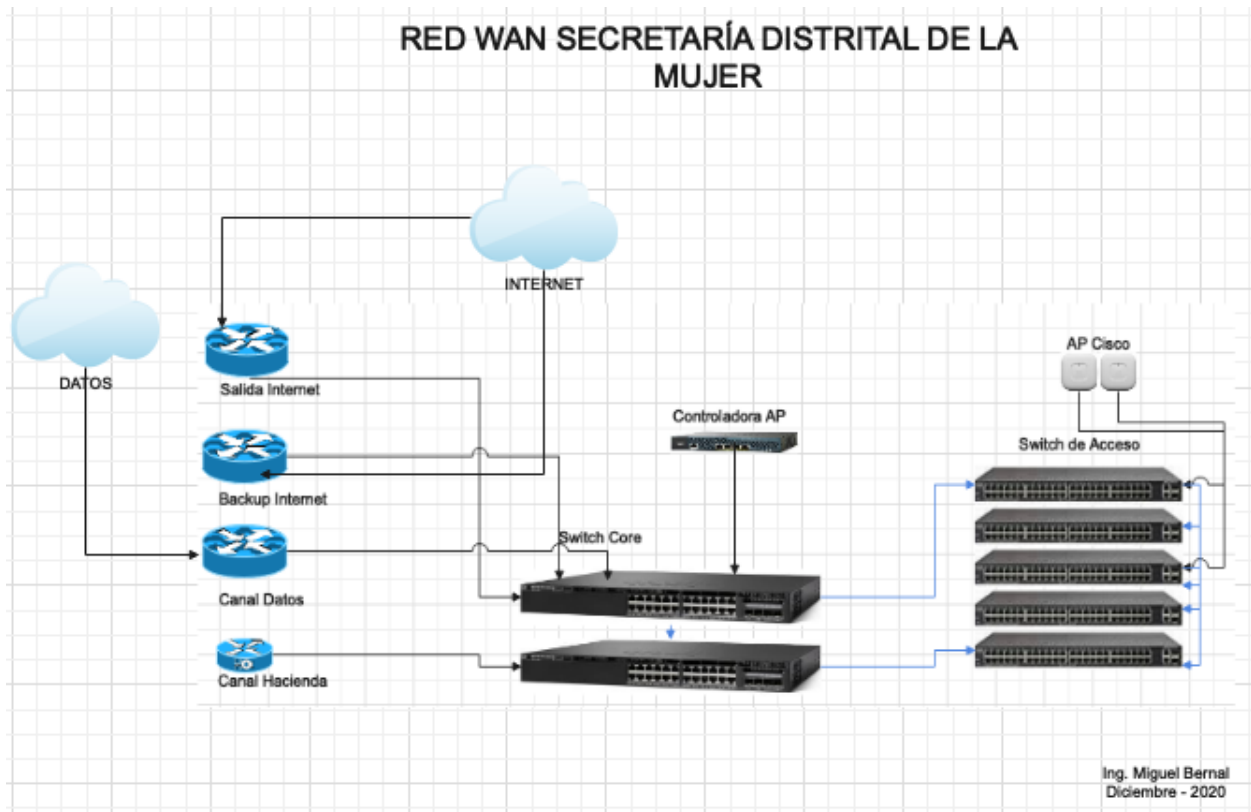 RED WAN SECRETARÍA DISTRITAL DE LA
MUJER
INTERNET
DATOS
Salida Internet
Backup Internet
Canal Datos
Canal Hacienda
Controladora AP
Switch Core
AP Cisco
Switch de Acceso
Ing. Miguel Bernal
Diciembre - 2020